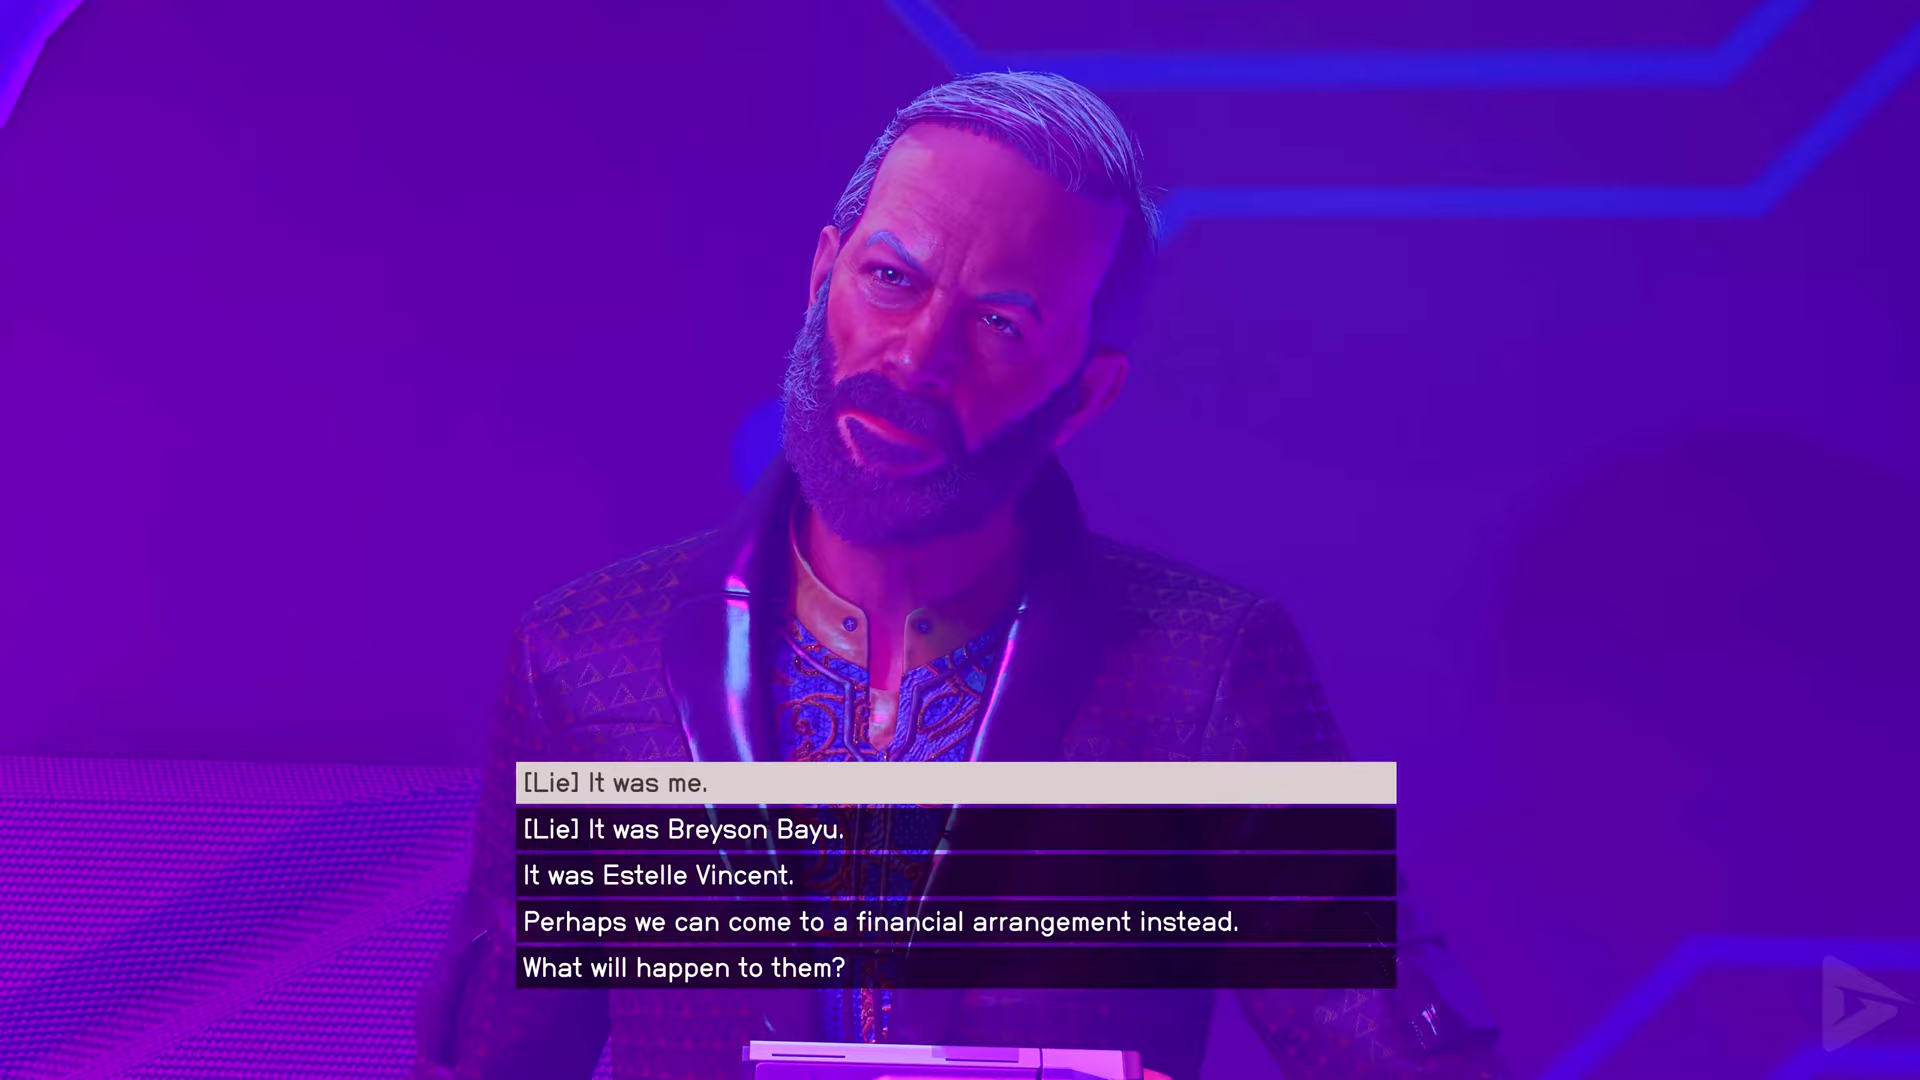 [Lie] It was me.
[Lie] It was Breyson Bayu.
It was Estelle Vincent.
Perhaps we can come to a financial arrangement instead.
What will happen to them?